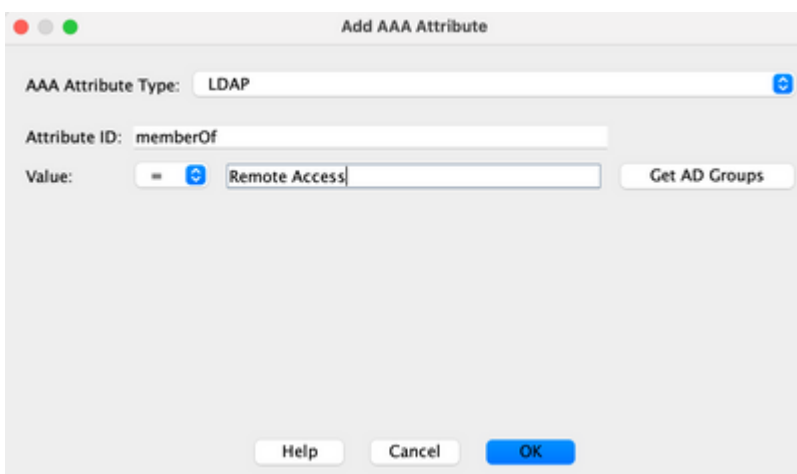 Add AAA Attribute
AAA Attribute Type: LDAP
Attribute ID: memberOf
Value: = Remote Access Get AD Groups
Help Cancel OK